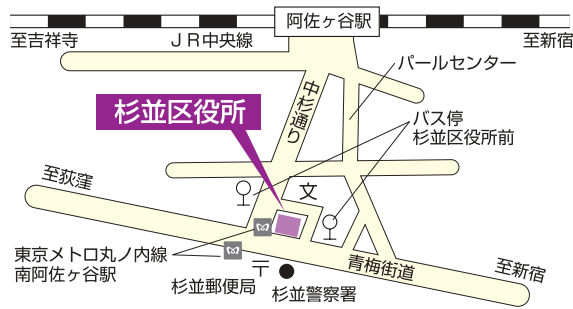 阿佐ヶ谷駅
至吉祥寺
JR中央線
至新宿
パールセンター
中杉通り
杉並区役所
バス停
杉並区役所前
至荻窪
文
東京メトロ丸ノ内線
南阿佐ヶ谷駅
青梅街道
至新宿
〒
杉並郵便局
杉並警察署